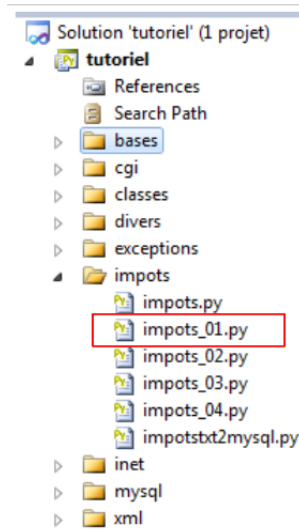 Solution 'tutoriel' (1 projet)
tutoriel
References
Search Path
bases
cgi
classes
divers
exceptions
impots
impots.py
impots_01.py
impots_02.py
impots_03.py
impots_04.py
impotstxt2mysql.py
inet
mysql
xml